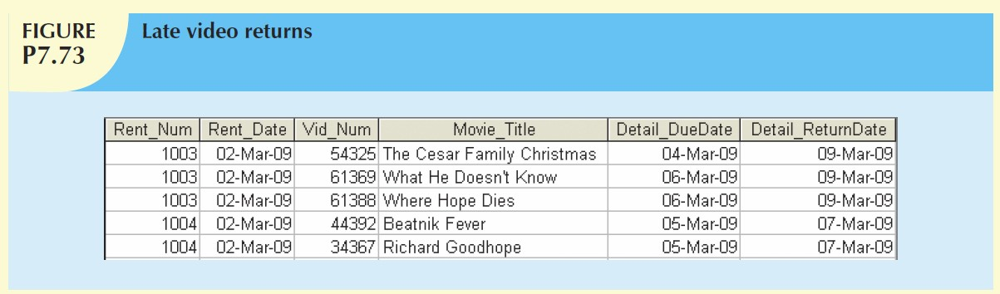 FIGURE
P7.73
Late video returns
Rent_Num Rent_Date Vid_Num Movie_Title Detail_DueDate Detail_ReturnDate
1003 02-Mar-09 54325 The Cesar Family Christmas 04-Mar-09 09-Mar-09
1003 02-Mar-09 61369 What He Doesn't Know 06-Mar-09 09-Mar-09
1003 02-Mar-09 61388 Where Hope Dies 06-Mar-09 09-Mar-09
1004 02-Mar-09 44392 Beatnik Fever 05-Mar-09 07-Mar-09
1004 02-Mar-09 34367 Richard Goodhope 05-Mar-09 07-Mar-09